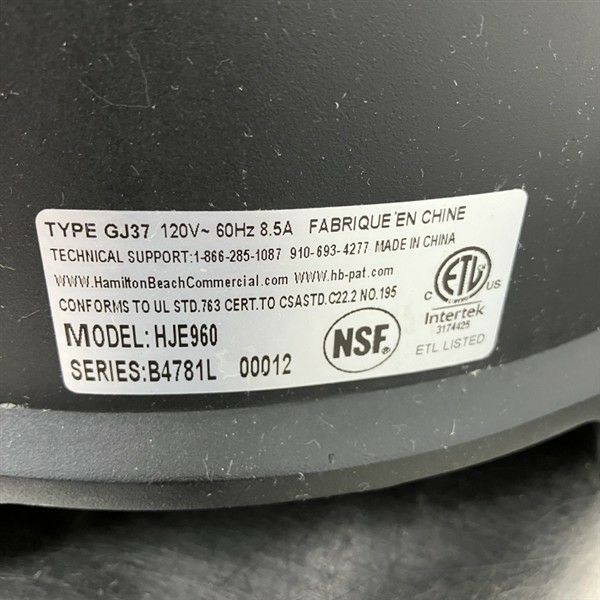 TYPE GJ37 120V~ 60Hz 8.5A FABRIQUE EN CHINE
TECHNICAL SUPPORT:1-866-285-1087 910-693-4277 MADE IN CHINA
www.HamiltonBeachCommercial.com www.hb-pat.com
CONFORMS TO UL STD.763 CERT.TO CSASTD.C22.2 NO.195
MODEL:HJE960
SERIES:B4781L 00012
NSF®
C ETL US
Intertek
3174425
ETL LISTED